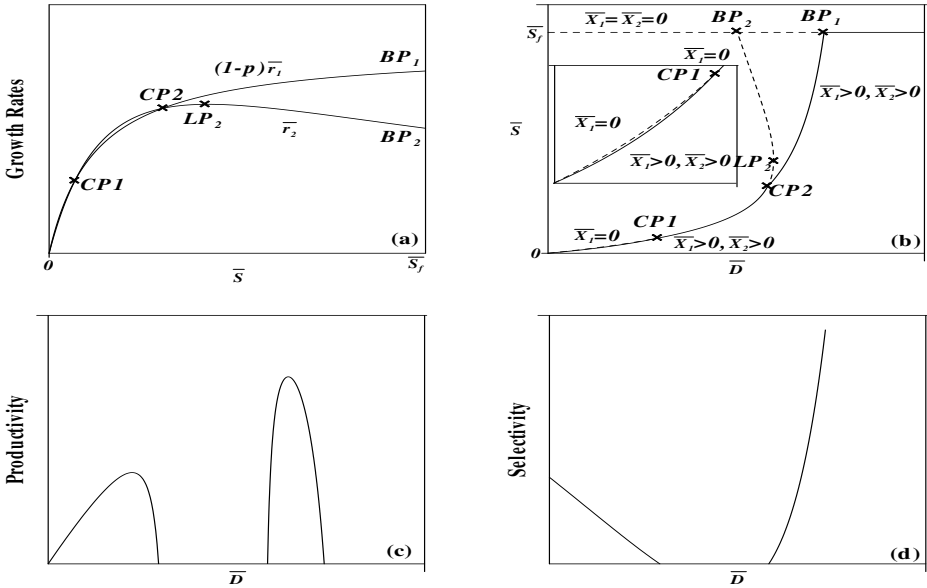 Growth Rates
(1-p)r̅₁
BP₁
CP2
LP₂
r̅₂
BP₂
CP1
(a)
0
S̅
S̅f
X̅₁=X̅₂=0
BP₂
BP₁
S̅f
X̅₁=0
CP1
X̅₁>0, X̅₂>0
S̅
X̅₁=0
X̅₁>0, X̅₂>0
LP₂
CP2
CP1
X̅₁=0
X̅₁>0, X̅₂>0
0
(b)
D̅
Productivity
(c)
D̅
Selectivity
(d)
D̅